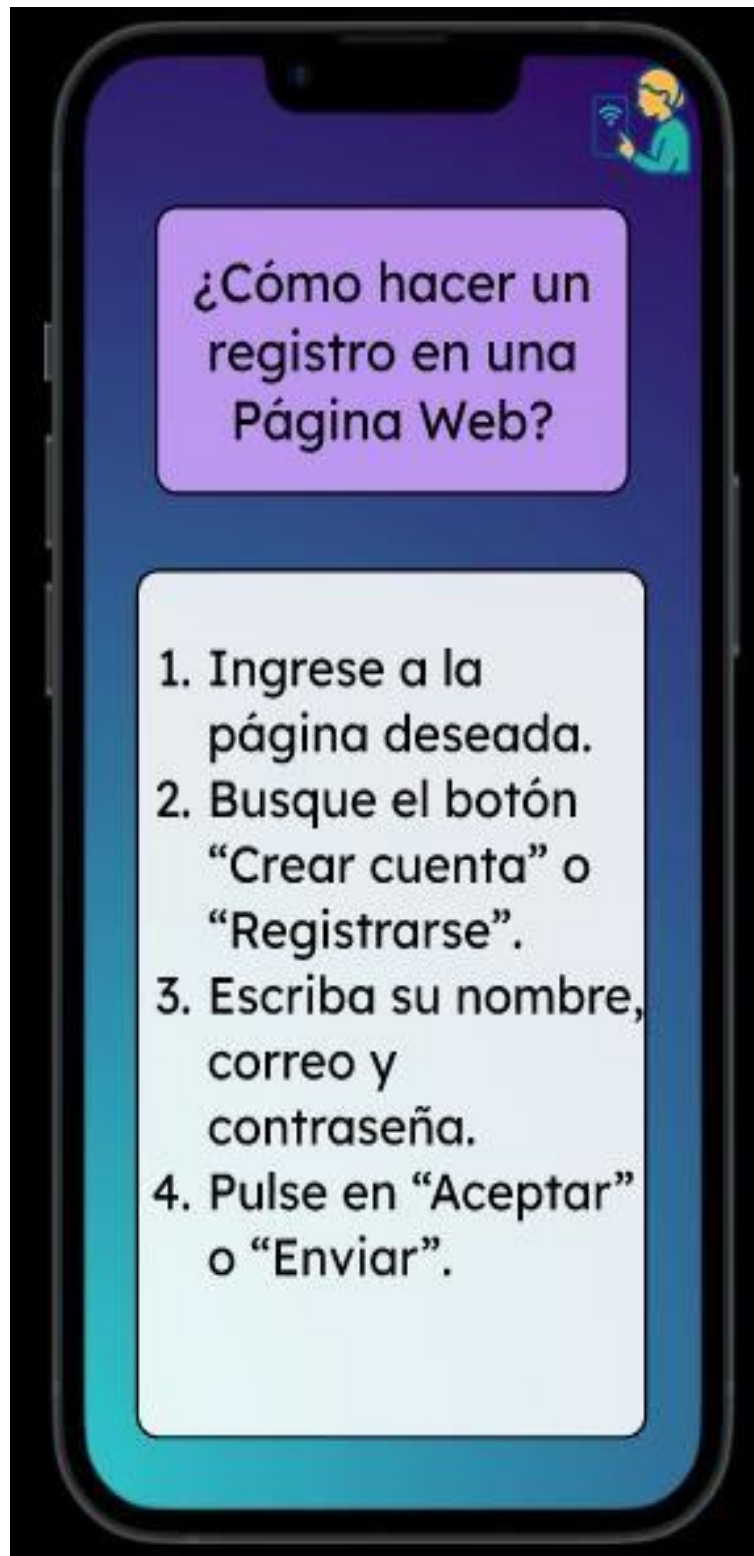 ¿Cómo hacer un
registro en una
Página Web?
1. Ingrese a la
página deseada.
2. Busque el botón
“Crear cuenta” o
“Registrarse”.
3. Escriba su nombre,
correo y
contraseña.
4. Pulse en “Aceptar”
o “Enviar”.